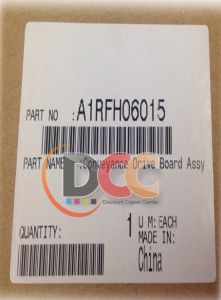 PART NO :A1RFH06015
PART NAME :Conveyance Drive Board Assy
DCC
Discount Copier Center
QUANTITY: 1 U M:EACH
MADE IN:
China